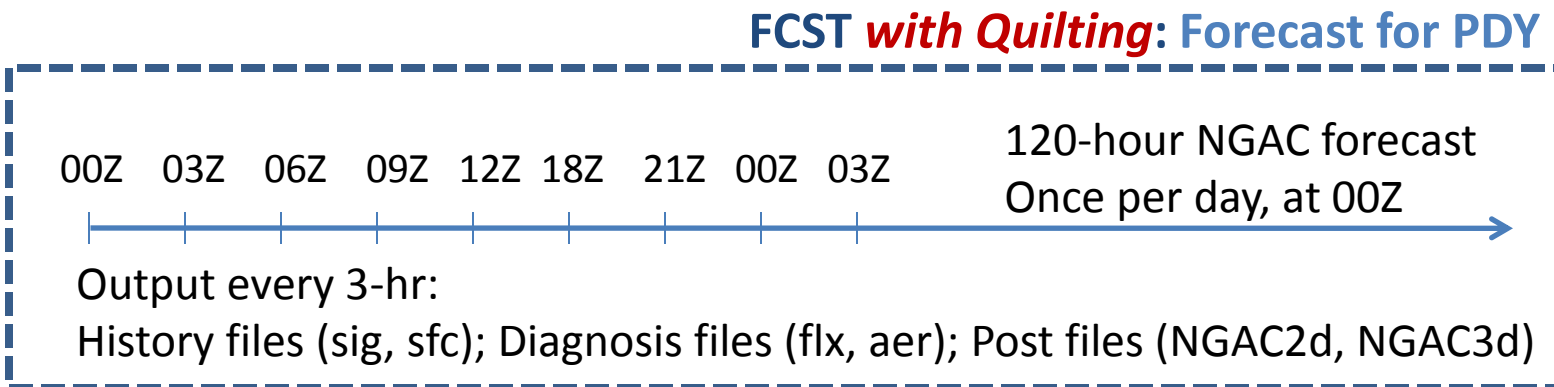 FCST with Quilting: Forecast for PDY
120-hour NGAC forecast
00Z 03Z 06Z 09Z 12Z 18Z 21Z 00Z 03Z
Once per day, at 00Z
Output every 3-hr:
History files (sig, sfc); Diagnosis files (flx, aer); Post files (NGAC2d, NGAC3d)